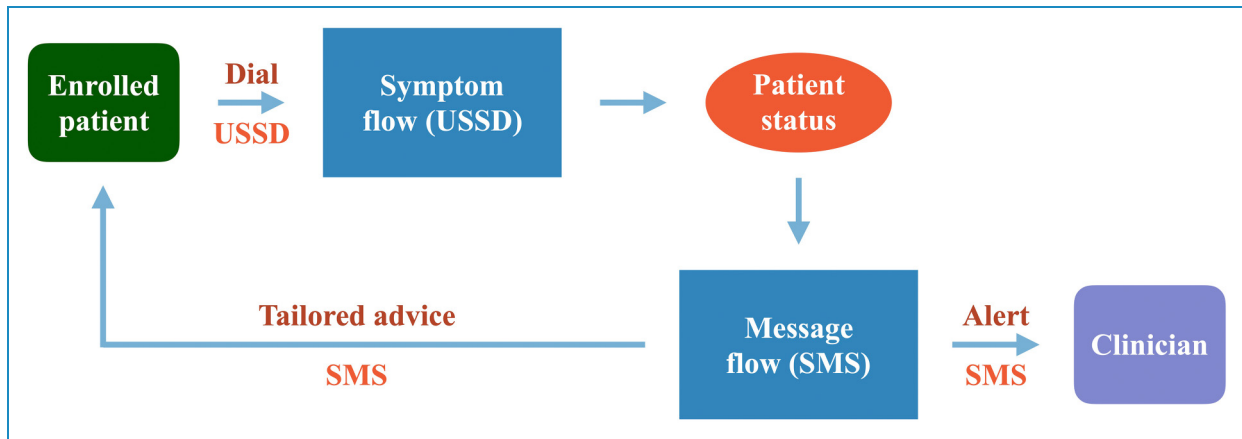 Enrolled
patient
Dial
USSD
Symptom
flow (USSD)
Patient
status
Tailored advice
SMS
Message
flow (SMS)
Alert
SMS
Clinician